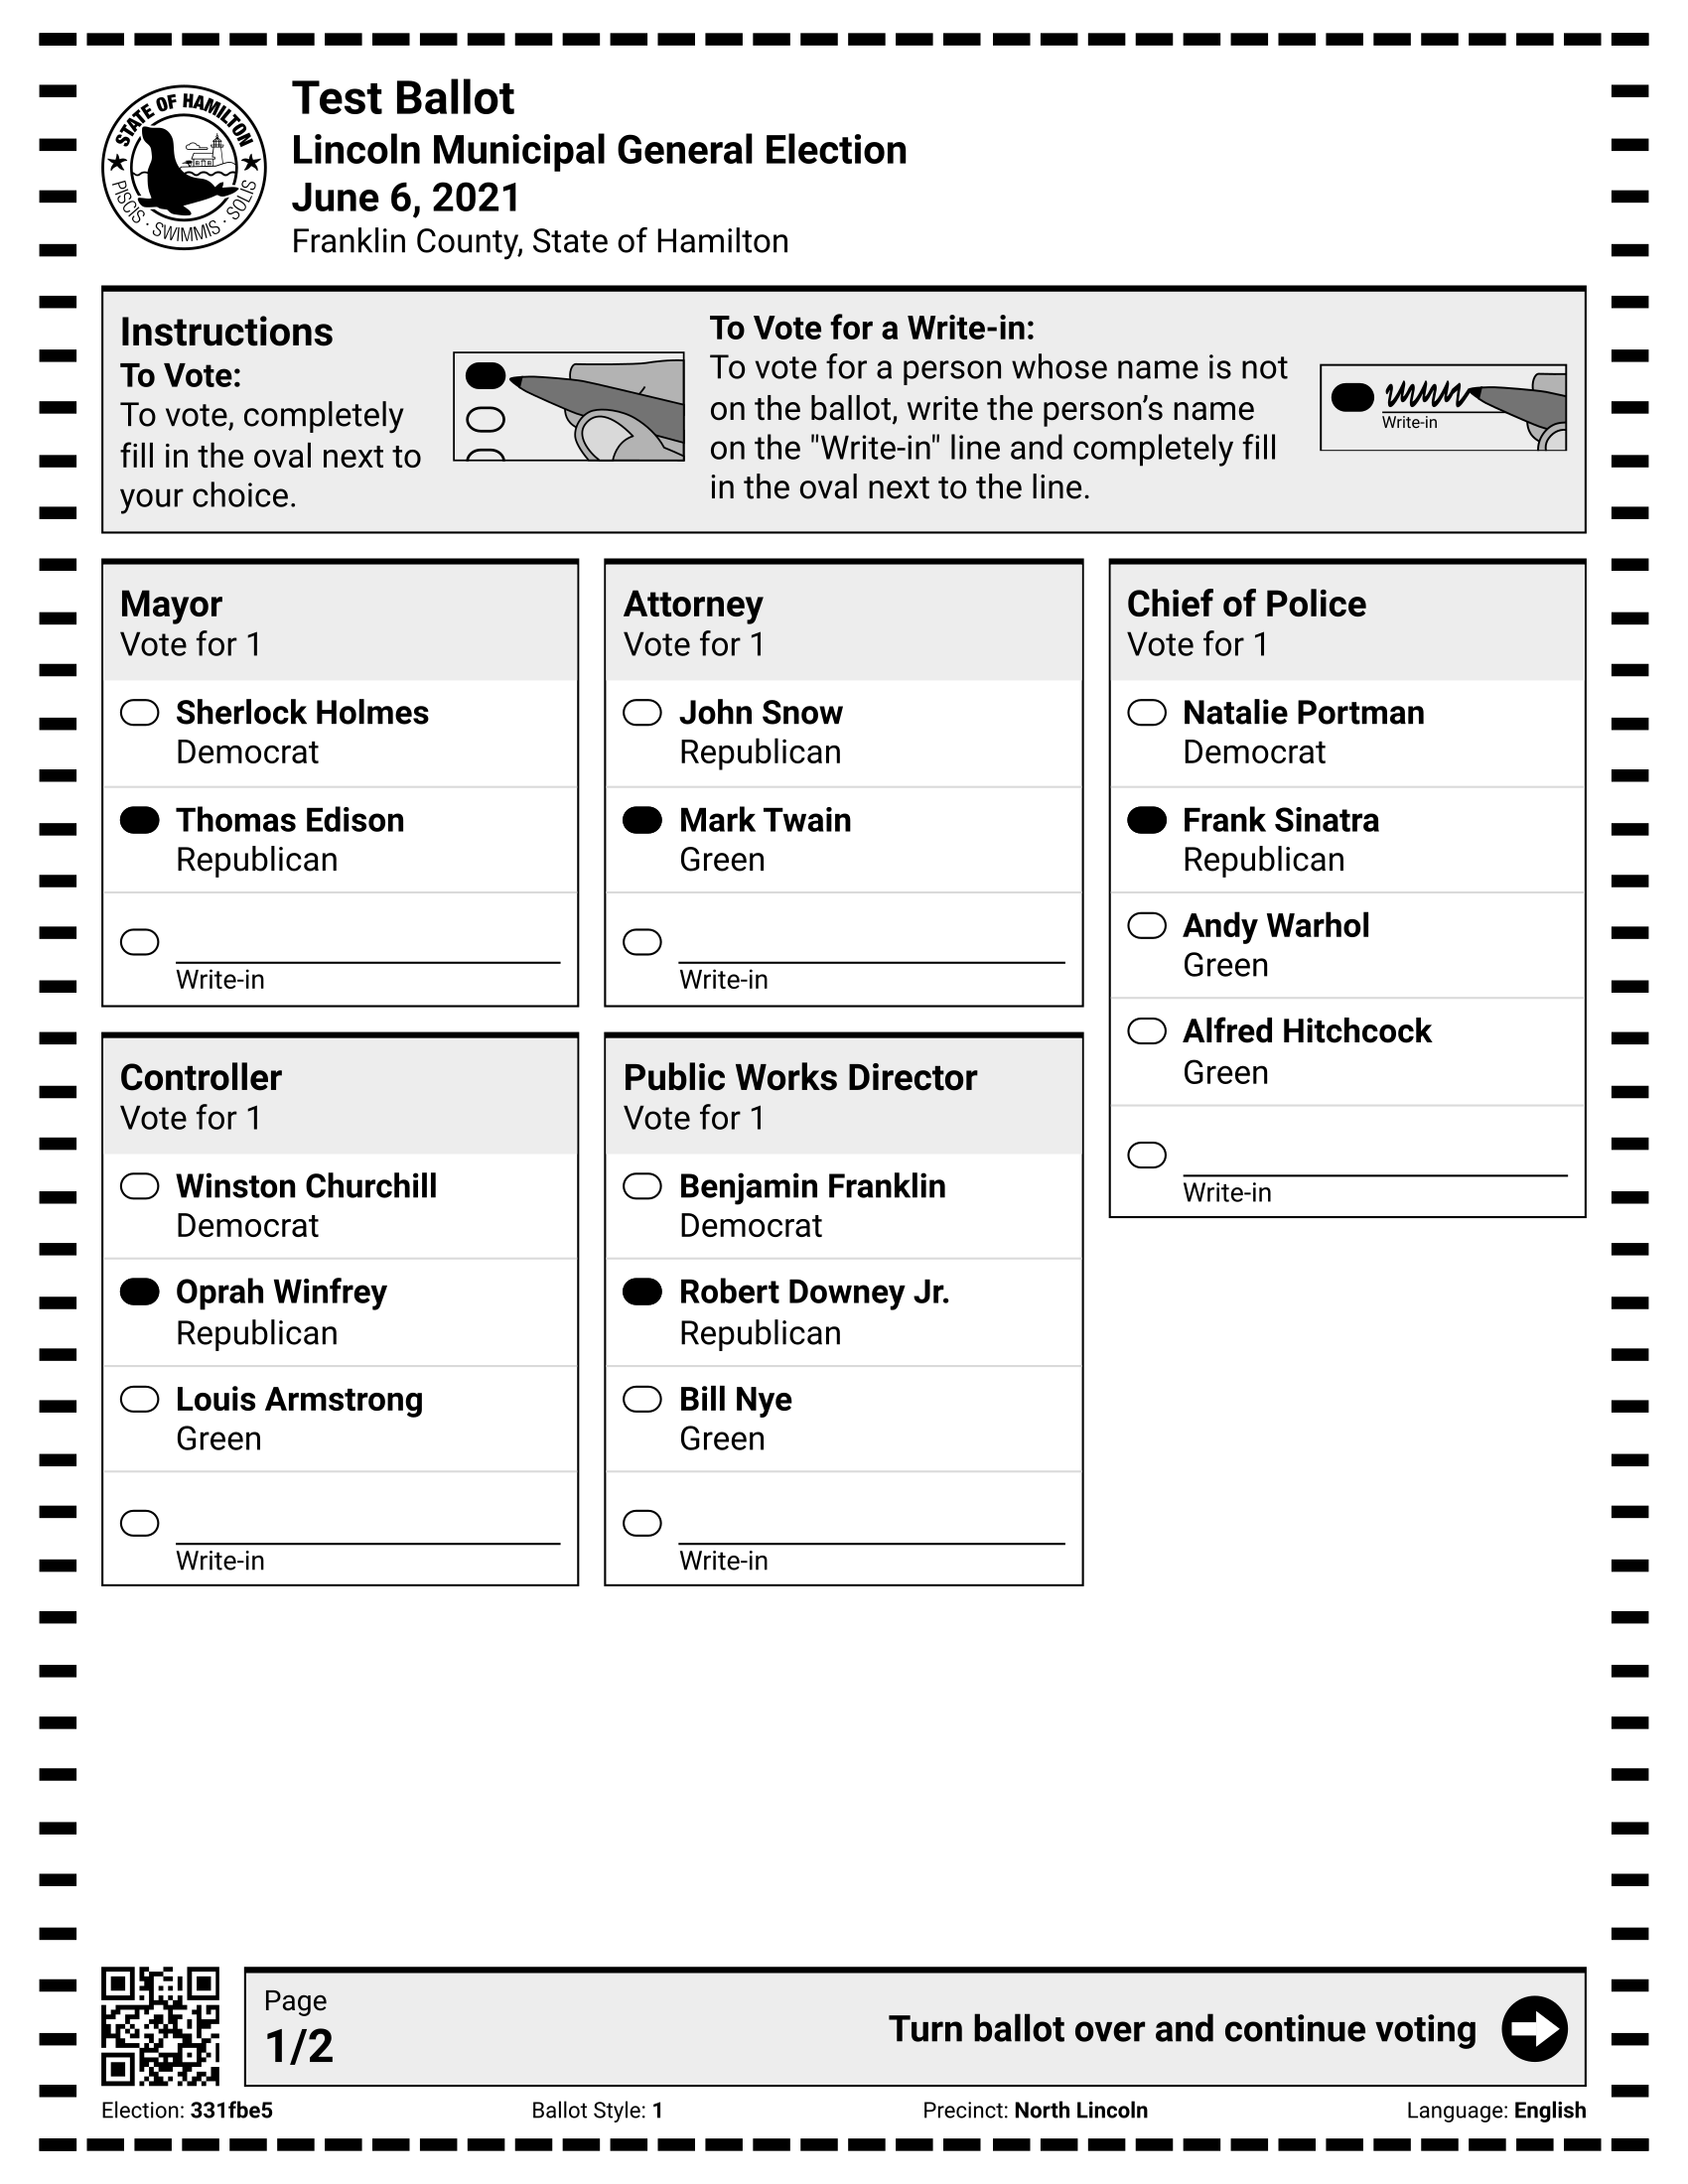 STATE OF HAMILTON
PISCIS · SWIMMIS · SOLIS
Test Ballot
Lincoln Municipal General Election
June 6, 2021
Franklin County, State of Hamilton
Instructions
To Vote:
To vote, completely
fill in the oval next to
your choice.
To Vote for a Write-in:
To vote for a person whose name is not
on the ballot, write the person’s name
on the "Write-in" line and completely fill
in the oval next to the line.
Write-in
Mayor
Vote for 1
Sherlock Holmes
Democrat
Thomas Edison
Republican
Write-in
Controller
Vote for 1
Winston Churchill
Democrat
Oprah Winfrey
Republican
Louis Armstrong
Green
Write-in
Attorney
Vote for 1
John Snow
Republican
Mark Twain
Green
Write-in
Public Works Director
Vote for 1
Benjamin Franklin
Democrat
Robert Downey Jr.
Republican
Bill Nye
Green
Write-in
Chief of Police
Vote for 1
Natalie Portman
Democrat
Frank Sinatra
Republican
Andy Warhol
Green
Alfred Hitchcock
Green
Write-in
Page
1/2
Turn ballot over and continue voting
Election: 331fbe5 Ballot Style: 1 Precinct: North Lincoln Language: English